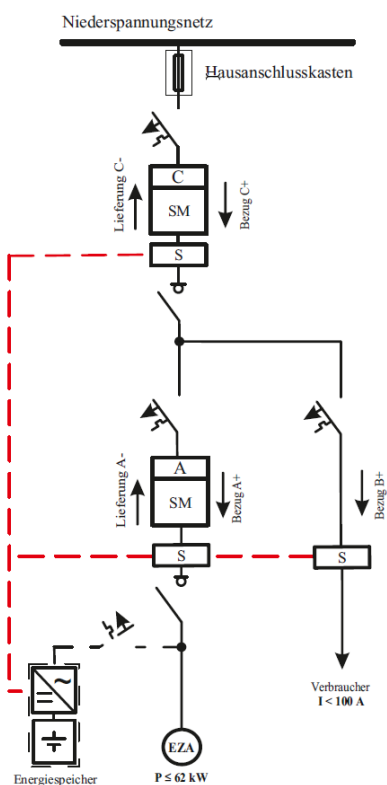 Niederspannungsnetz
Hausanschlusskasten
Lieferung C-
C
SM
Bezug C+
S
Lieferung A-
A
SM
Bezug A+
Bezug B+
S
S
~
=
Verbraucher
I < 100 A
EZA
Energiespeicher
P ≤ 62 kW